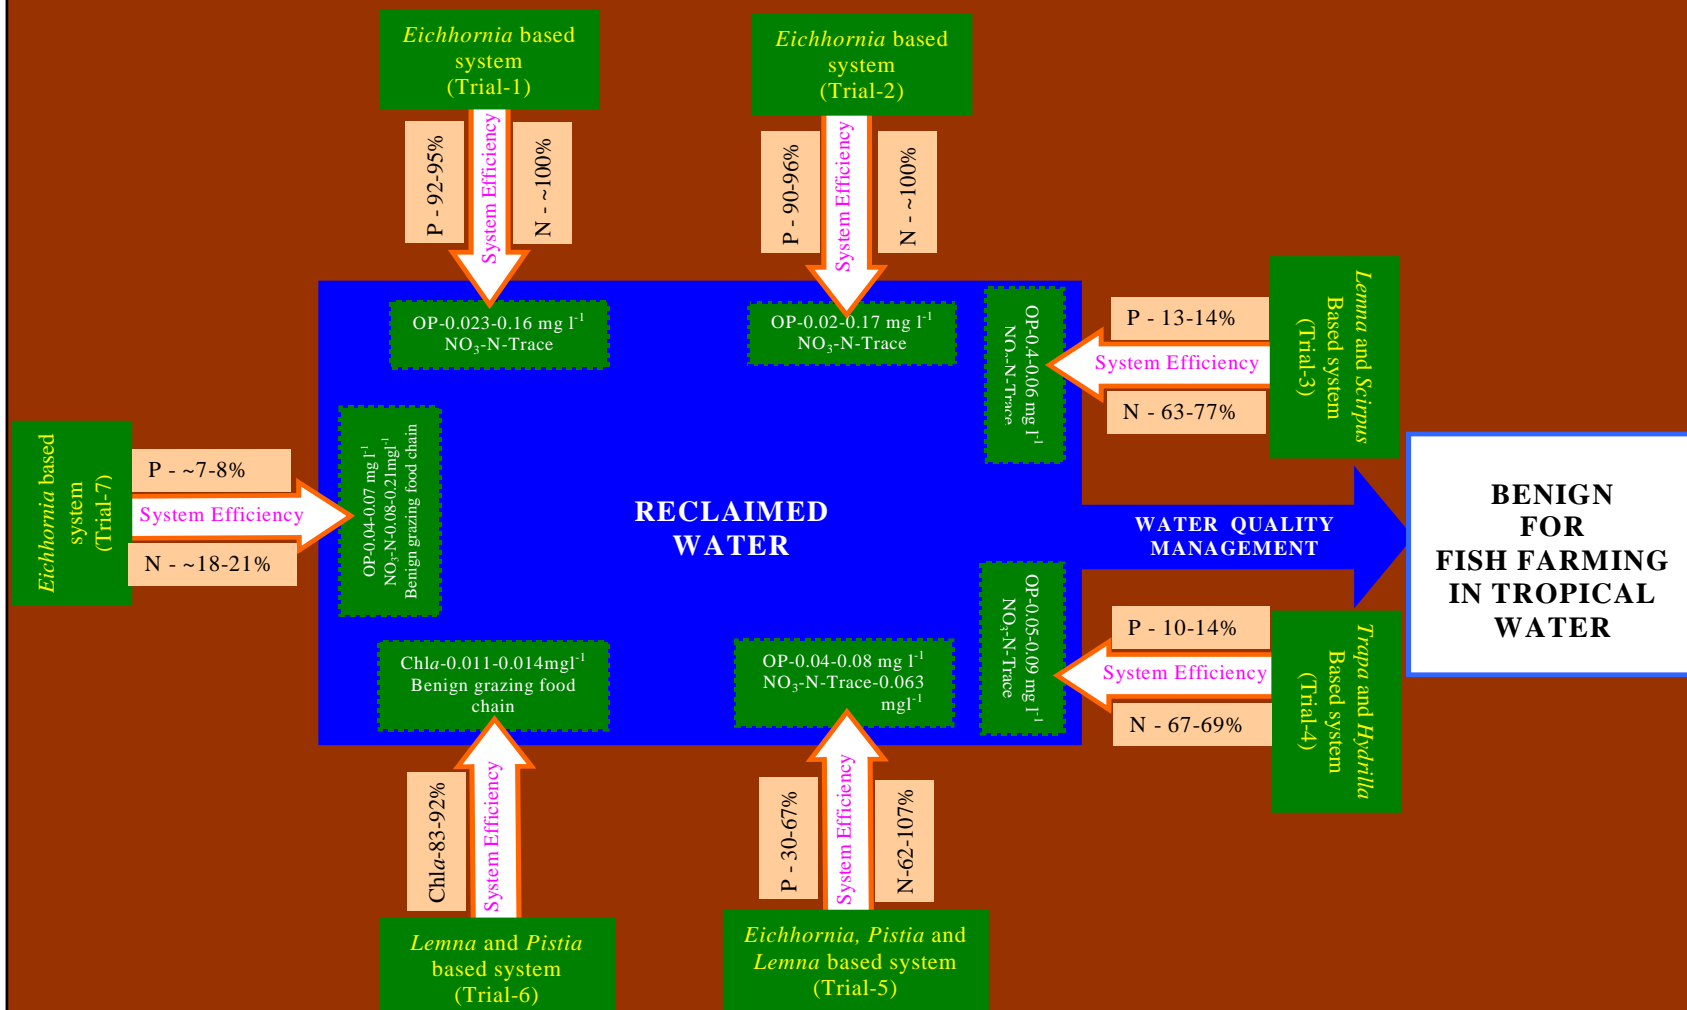 Eichhornia based
system
(Trial-1)
P - 92-95%
System Efficiency
N - ~100%
OP-0.023-0.16 mg l-1
NO3-N-Trace
Eichhornia based
system
(Trial-2)
P - 90-96%
System Efficiency
N - ~100%
OP-0.02-0.17 mg l-1
NO3-N-Trace
Lemna and Scirpus
Based system
(Trial-3)
P - 13-14%
System Efficiency
N - 63-77%
OP-0.4-0.06 mg l-1
NO3-N-Trace
Eichhornia based
system
(Trial-7)
P - ~7-8%
System Efficiency
N - ~18-21%
OP-0.04-0.07 mg l-1
NO3-N-0.08-0.21mgl-1
Benign grazing food chain
RECLAIMED
WATER
WATER QUALITY
MANAGEMENT
BENIGN
FOR
FISH FARMING
IN TROPICAL
WATER
Trapa and Hydrilla
Based system
(Trial-4)
P - 10-14%
System Efficiency
N - 67-69%
OP-0.05-0.09 mg l-1
NO3-N-Trace
Chla-0.011-0.014mgl-1
Benign grazing food
chain
Chla-83-92%
System Efficiency
Lemna and Pistia
based system
(Trial-6)
OP-0.04-0.08 mg l-1
NO3-N-Trace-0.063
mgl-1
P - 30-67%
System Efficiency
N-62-107%
Eichhornia, Pistia and
Lemna based system
(Trial-5)